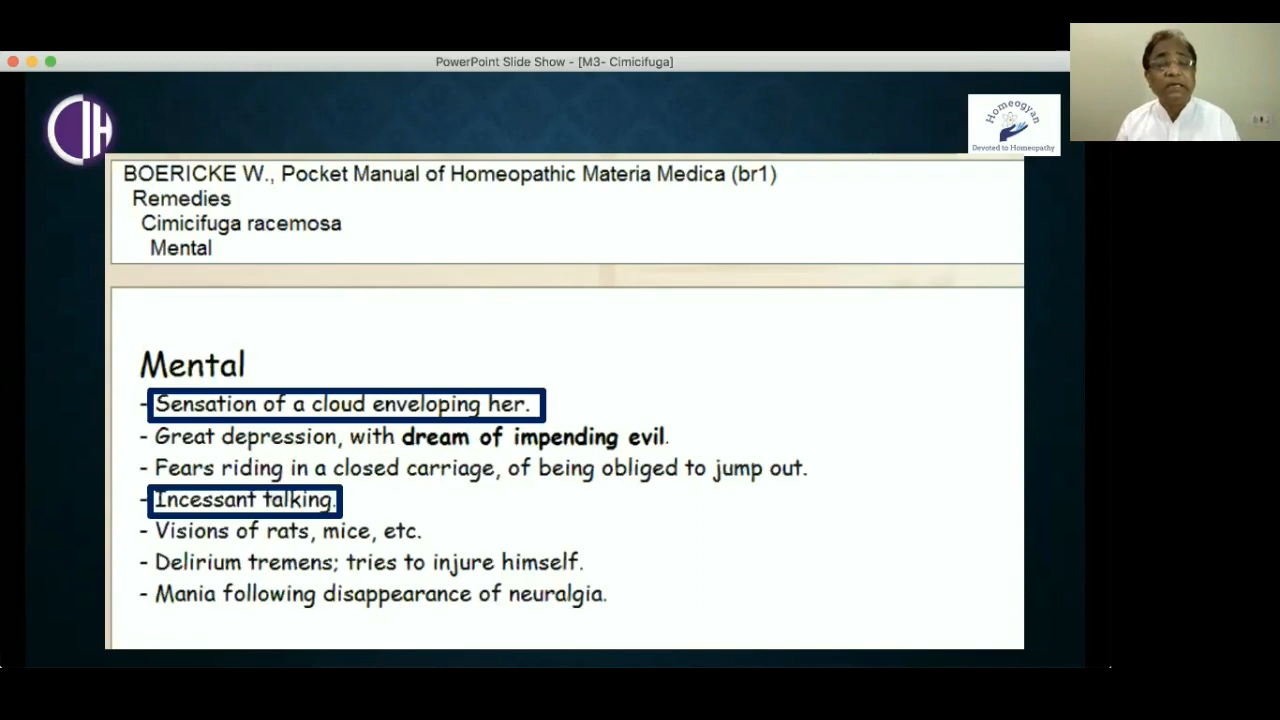 PowerPoint Slide Show - [M3- Cimicifuga]
CIH
Homeogyan
Devoted to Homeopathy
BOERICKE W., Pocket Manual of Homeopathic Materia Medica (br1)
Remedies
Cimicifuga racemosa
Mental
Mental
- Sensation of a cloud enveloping her.
- Great depression, with dream of impending evil.
- Fears riding in a closed carriage, of being obliged to jump out.
- Incessant talking.
- Visions of rats, mice, etc.
- Delirium tremens; tries to injure himself.
- Mania following disappearance of neuralgia.